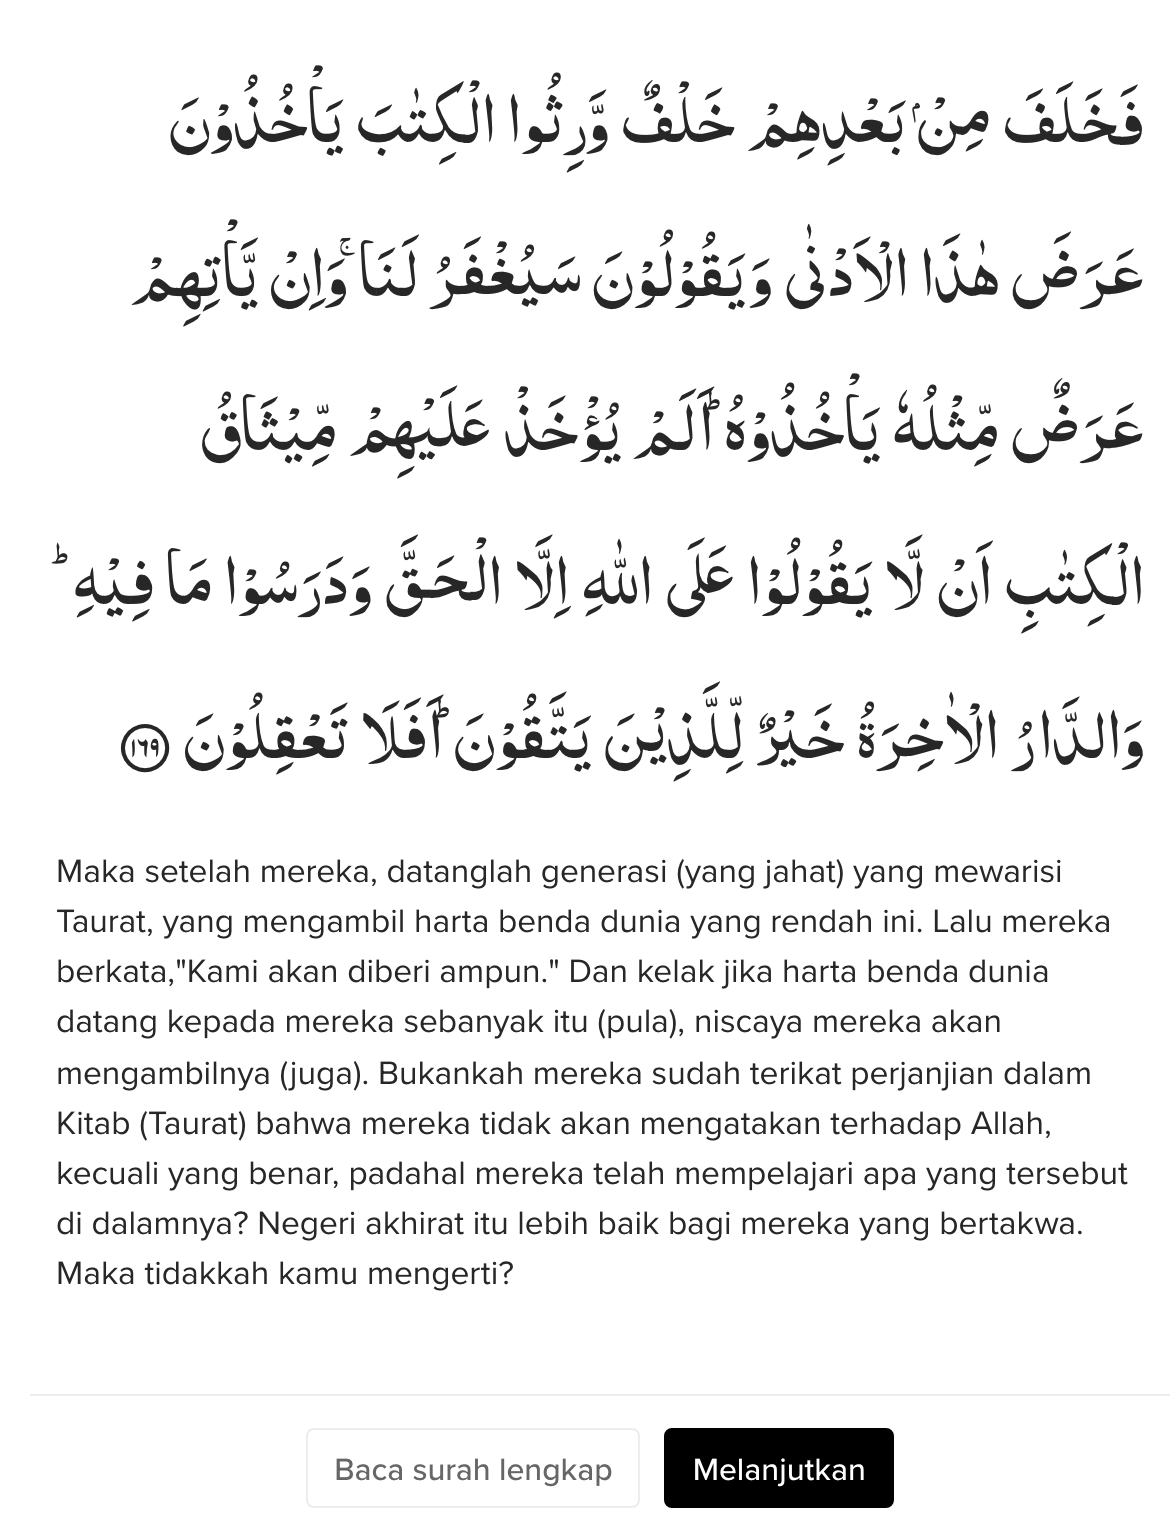 فَخَلَفَ مِنْۢ بَعْدِهِمْ خَلْفٌ وَّرِثُوا الْكِتٰبَ يَأْخُذُوْنَ
عَرَضَ هٰذَا الْاَدْنٰى وَيَقُوْلُوْنَ سَيُغْفَرُ لَنَاۚ وَاِنْ يَّأْتِهِمْ
عَرَضٌ مِّثْلُهٗ يَأْخُذُوْهُۗ اَلَمْ يُؤْخَذْ عَلَيْهِمْ مِّيْثَاقُ
الْكِتٰبِ اَنْ لَّا يَقُوْلُوْا عَلَى اللّٰهِ اِلَّا الْحَقَّ وَدَرَسُوْا مَا فِيْهِۗ
وَالدَّارُ الْاٰخِرَةُ خَيْرٌ لِّلَّذِيْنَ يَتَّقُوْنَۗ اَفَلَا تَعْقِلُوْنَ ١٦٩
Maka setelah mereka, datanglah generasi (yang jahat) yang mewarisi
Taurat, yang mengambil harta benda dunia yang rendah ini. Lalu mereka
berkata,"Kami akan diberi ampun." Dan kelak jika harta benda dunia
datang kepada mereka sebanyak itu (pula), niscaya mereka akan
mengambilnya (juga). Bukankah mereka sudah terikat perjanjian dalam
Kitab (Taurat) bahwa mereka tidak akan mengatakan terhadap Allah,
kecuali yang benar, padahal mereka telah mempelajari apa yang tersebut
di dalamnya? Negeri akhirat itu lebih baik bagi mereka yang bertakwa.
Maka tidakkah kamu mengerti?
Baca surah lengkap
Melanjutkan